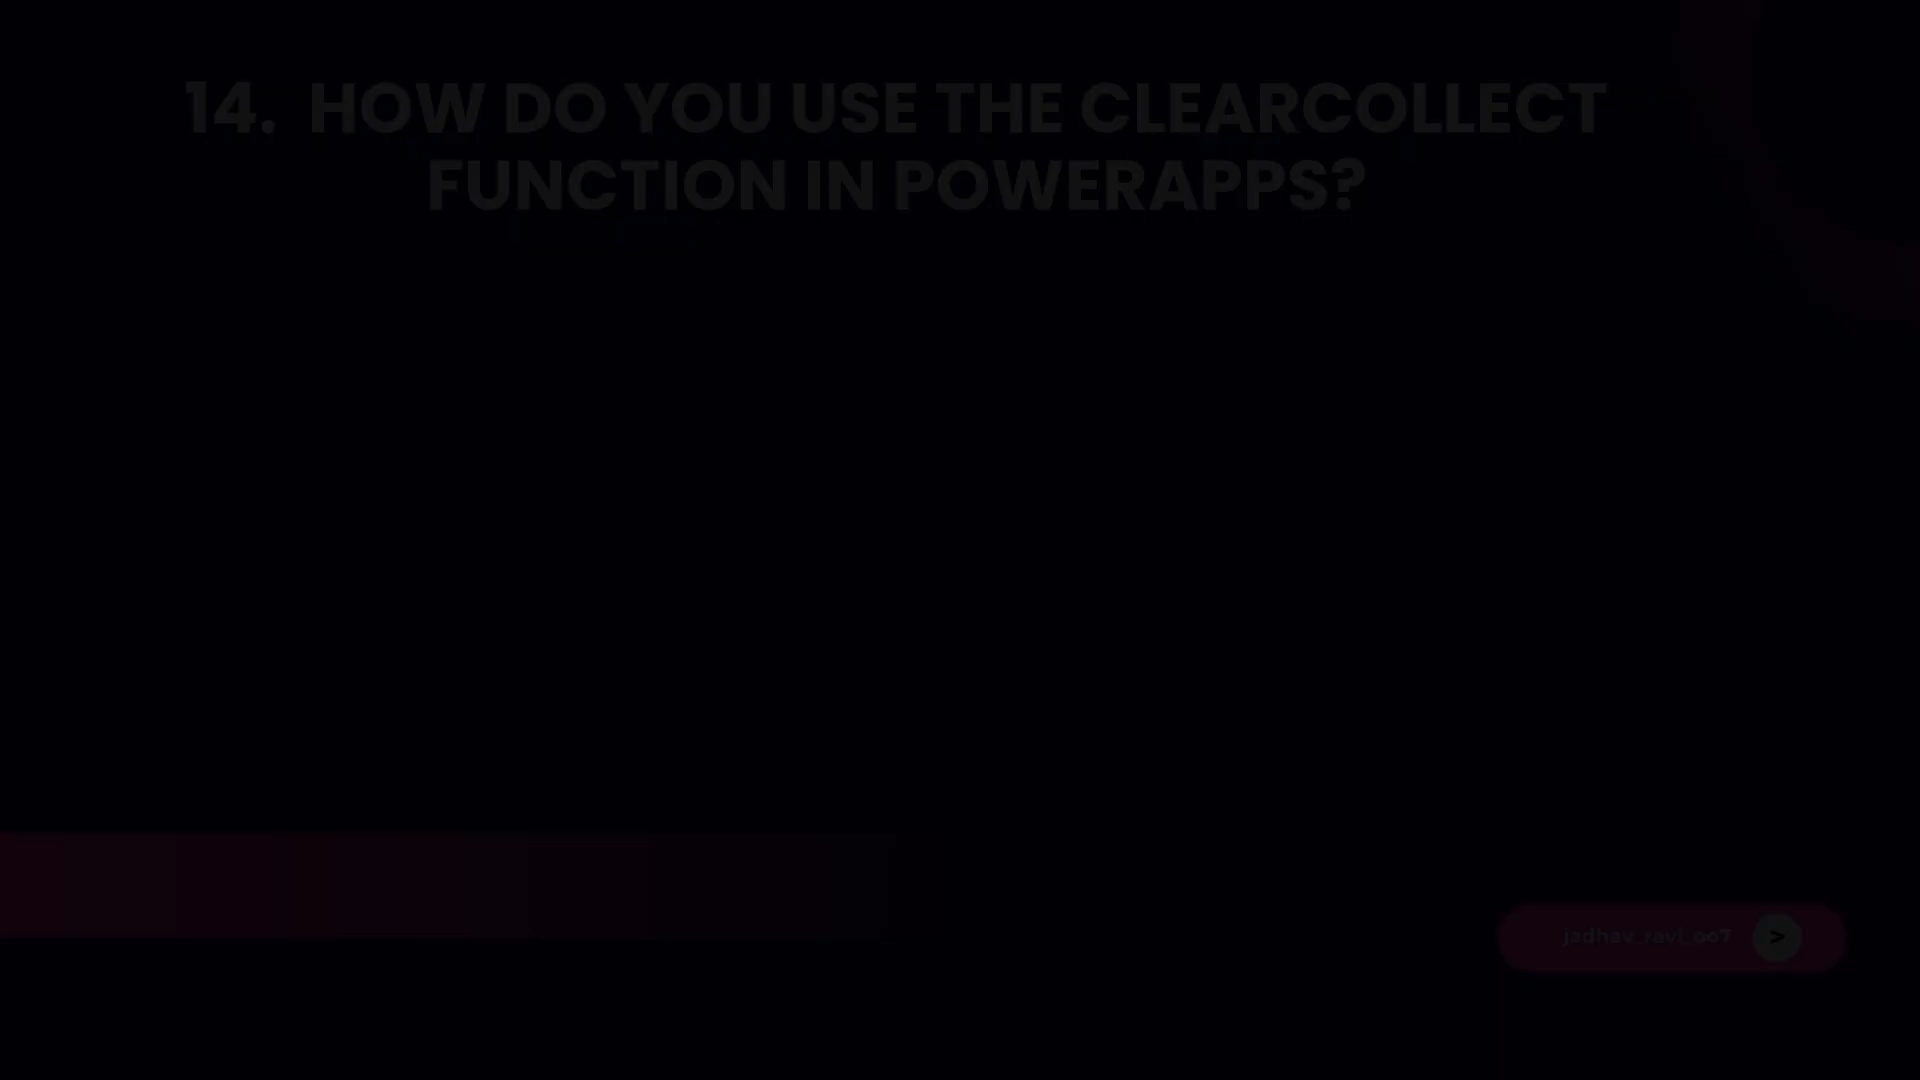 14. HOW DO YOU USE THE CLEARCOLLECT
FUNCTION IN POWERAPPS?
jadhav_ravi_007 >